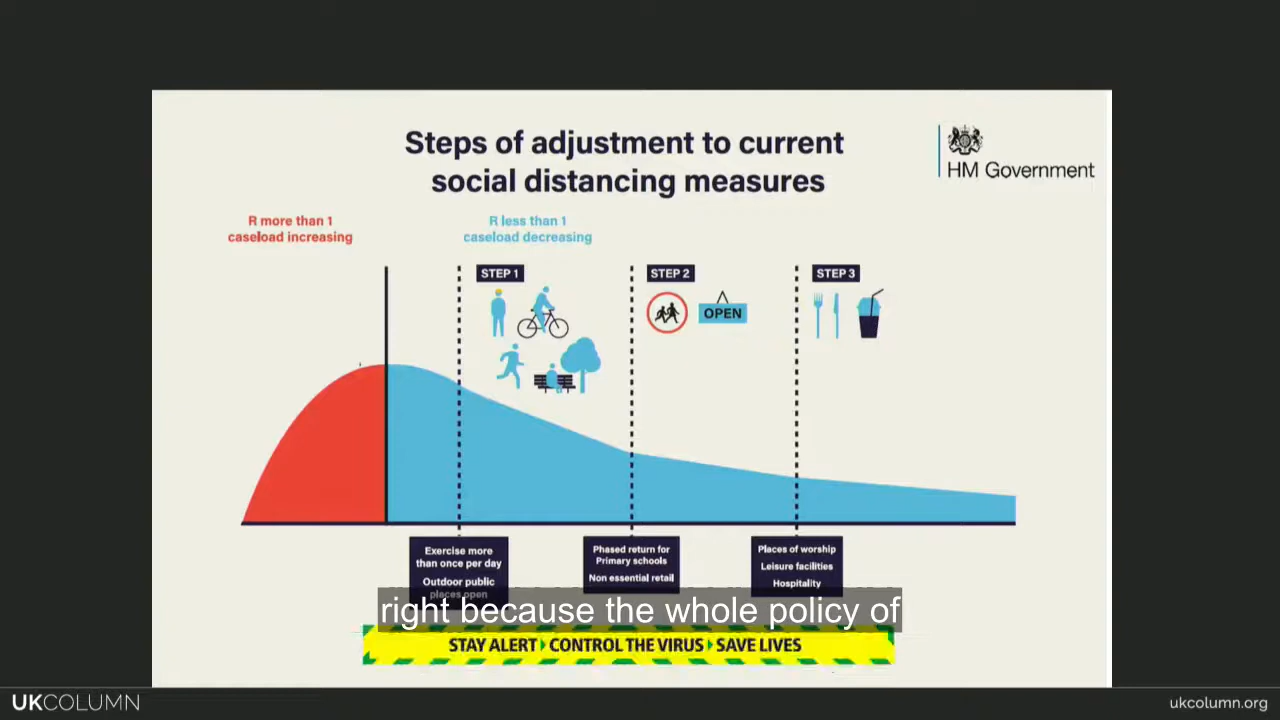 Steps of adjustment to current
social distancing measures
HM Government
R more than 1
caseload increasing
R less than 1
caseload decreasing
STEP 1
STEP 2
STEP 3
OPEN
Exercise more
than once per day
Outdoor public
places open
Phased return for
Primary schools
Non essential retail
Places of worship
Leisure facilities
Hospitality
right because the whole policy of
STAY ALERT CONTROL THE VIRUS SAVE LIVES
UKCOLUMN
ukcolumn.org